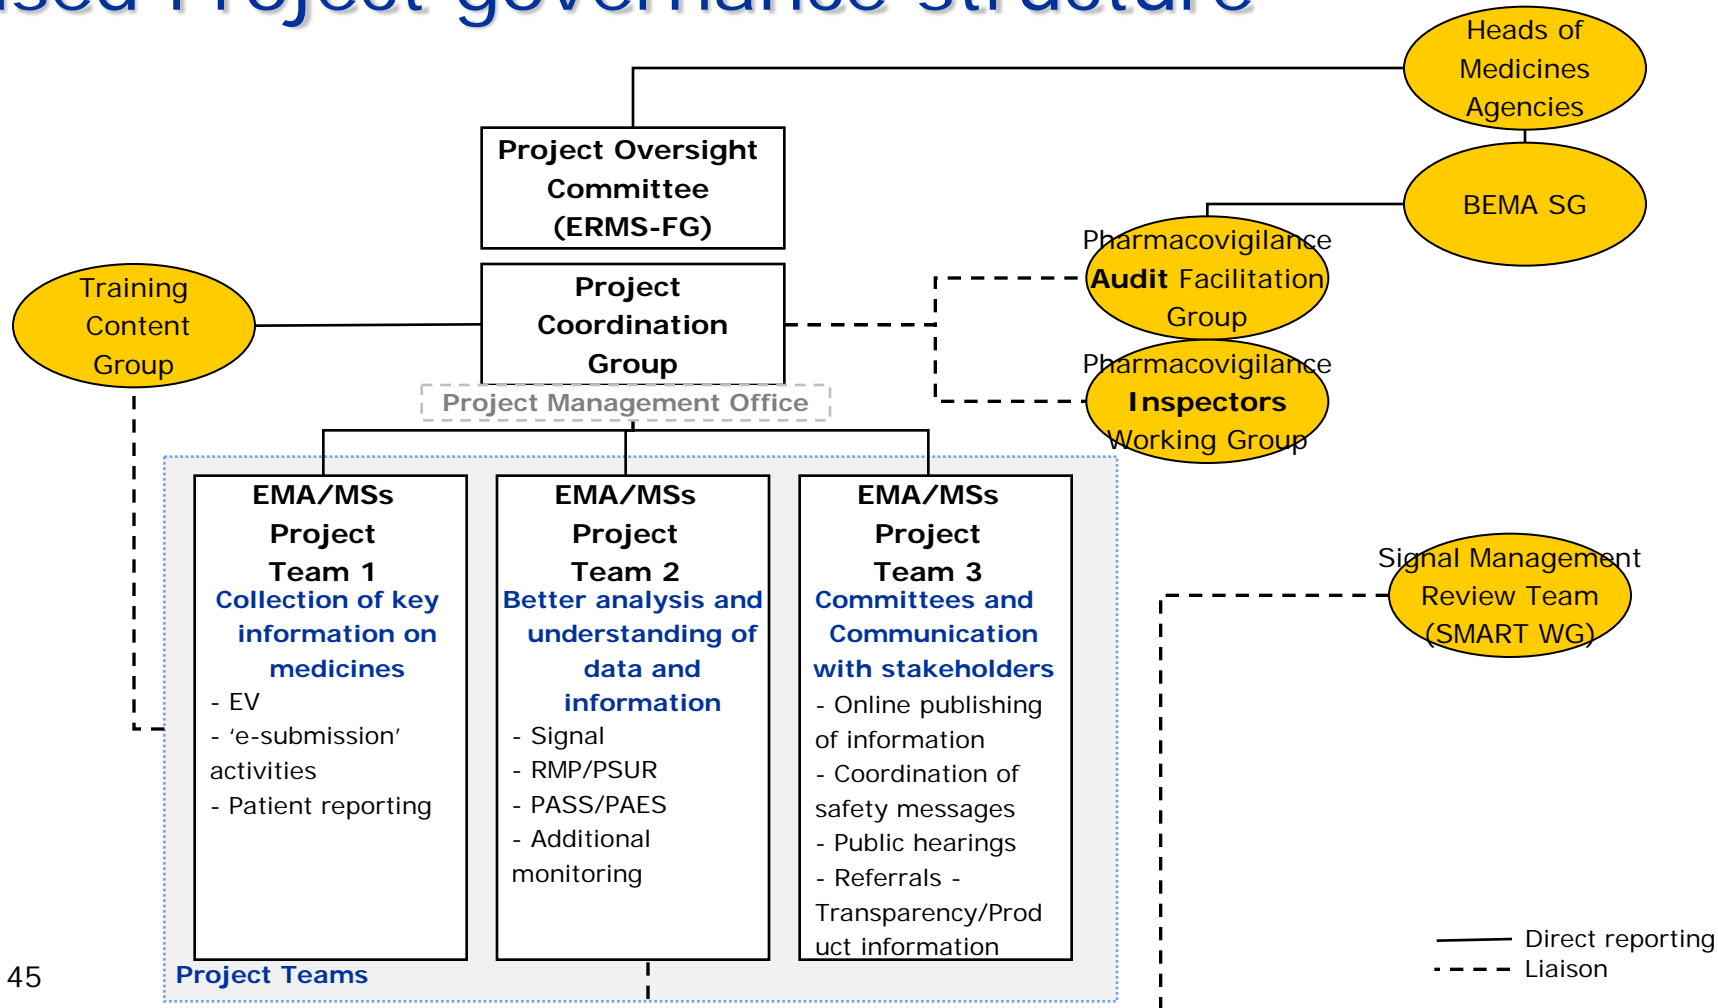 Project governance structure
Heads of
Medicines
Agencies
Project Oversight
Committee
(ERMS-FG)
BEMA SG
Pharmacovigilance
Audit Facilitation
Group
Training
Content
Group
Project
Coordination
Group
Pharmacovigilance
Inspectors
Working Group
Project Management Office
EMA/MSs
Project
Team 1
Collection of key
information on
medicines
- EV
- ‘e-submission’
activities
- Patient reporting
EMA/MSs
Project
Team 2
Better analysis and
understanding of
data and
information
- Signal
- RMP/PSUR
- PASS/PAES
- Additional
monitoring
EMA/MSs
Project
Team 3
Committees and
Communication
with stakeholders
- Online publishing
of information
- Coordination of
safety messages
- Public hearings
- Referrals -
Transparency/Prod
uct information
Signal Management
Review Team
(SMART WG)
Project Teams
Direct reporting
Liaison
45